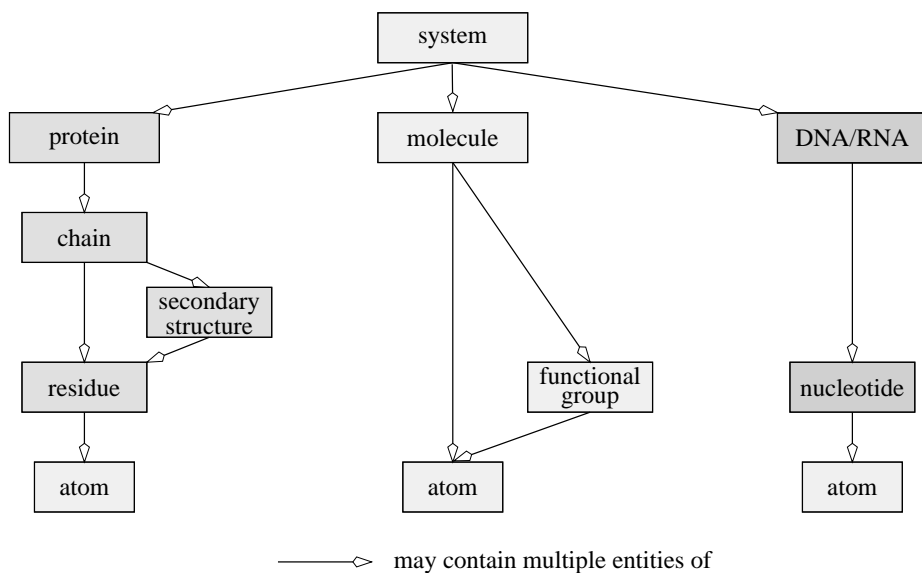 system
protein
molecule
DNA/RNA
chain
secondary
structure
residue
functional
group
nucleotide
atom
atom
atom
may contain multiple entities of